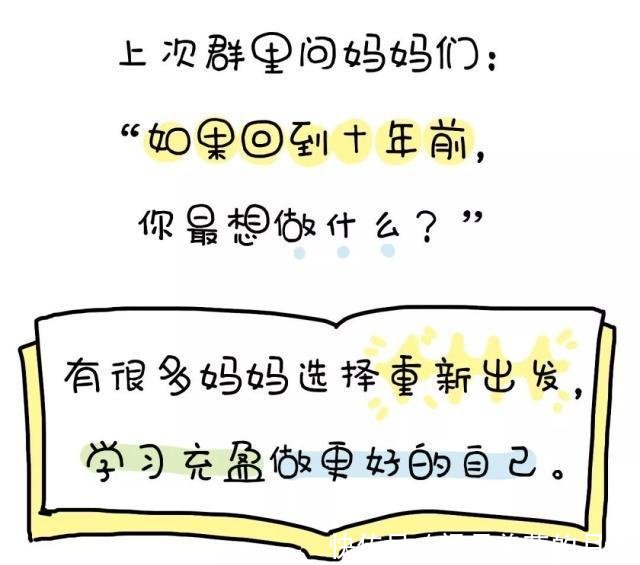 上次群里问妈妈们：
“如果回到十年前，
你最想做什么？”
有很多妈妈选择重新出发，
学习充盈做更好的自己。